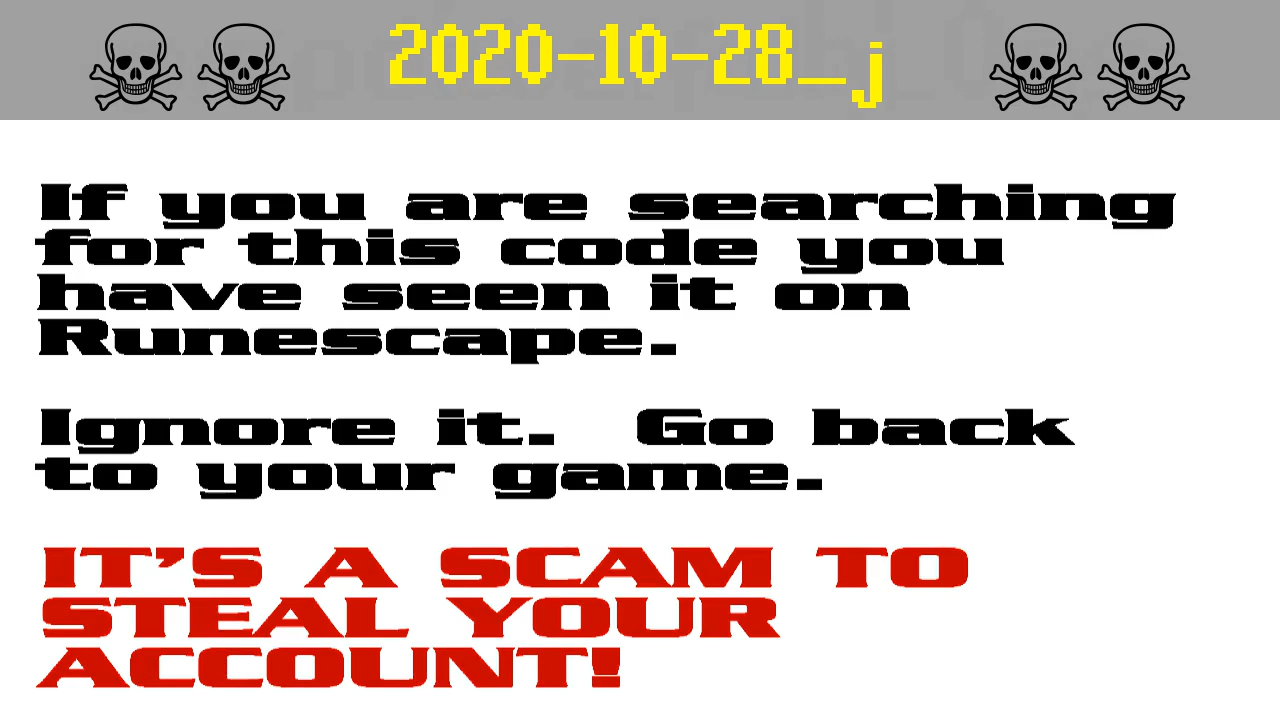 2020-10-28_j
If you are searching
for this code you
have seen it on
Runescape.
Ignore it.  Go back
to your game.
IT'S A SCAM TO
STEAL YOUR
ACCOUNT!